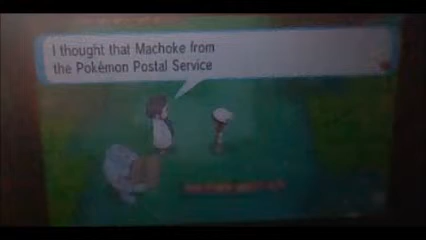 I thought that Machoke from
the Pokémon Postal Service